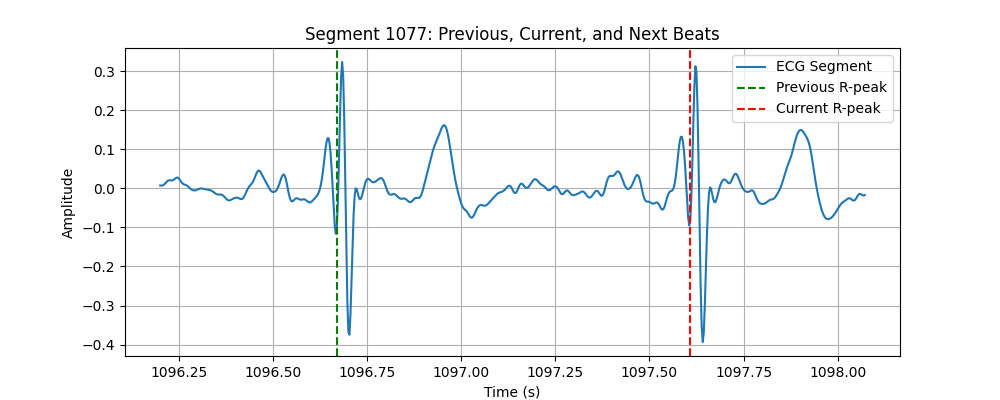 Segment 1077: Previous, Current, and Next Beats
ECG Segment
Previous R-peak
Current R-peak
Amplitude
0.3
0.2
0.1
0.0
−0.1
−0.2
−0.3
−0.4
1096.25 1096.50 1096.75 1097.00 1097.25 1097.50 1097.75 1098.00
Time (s)